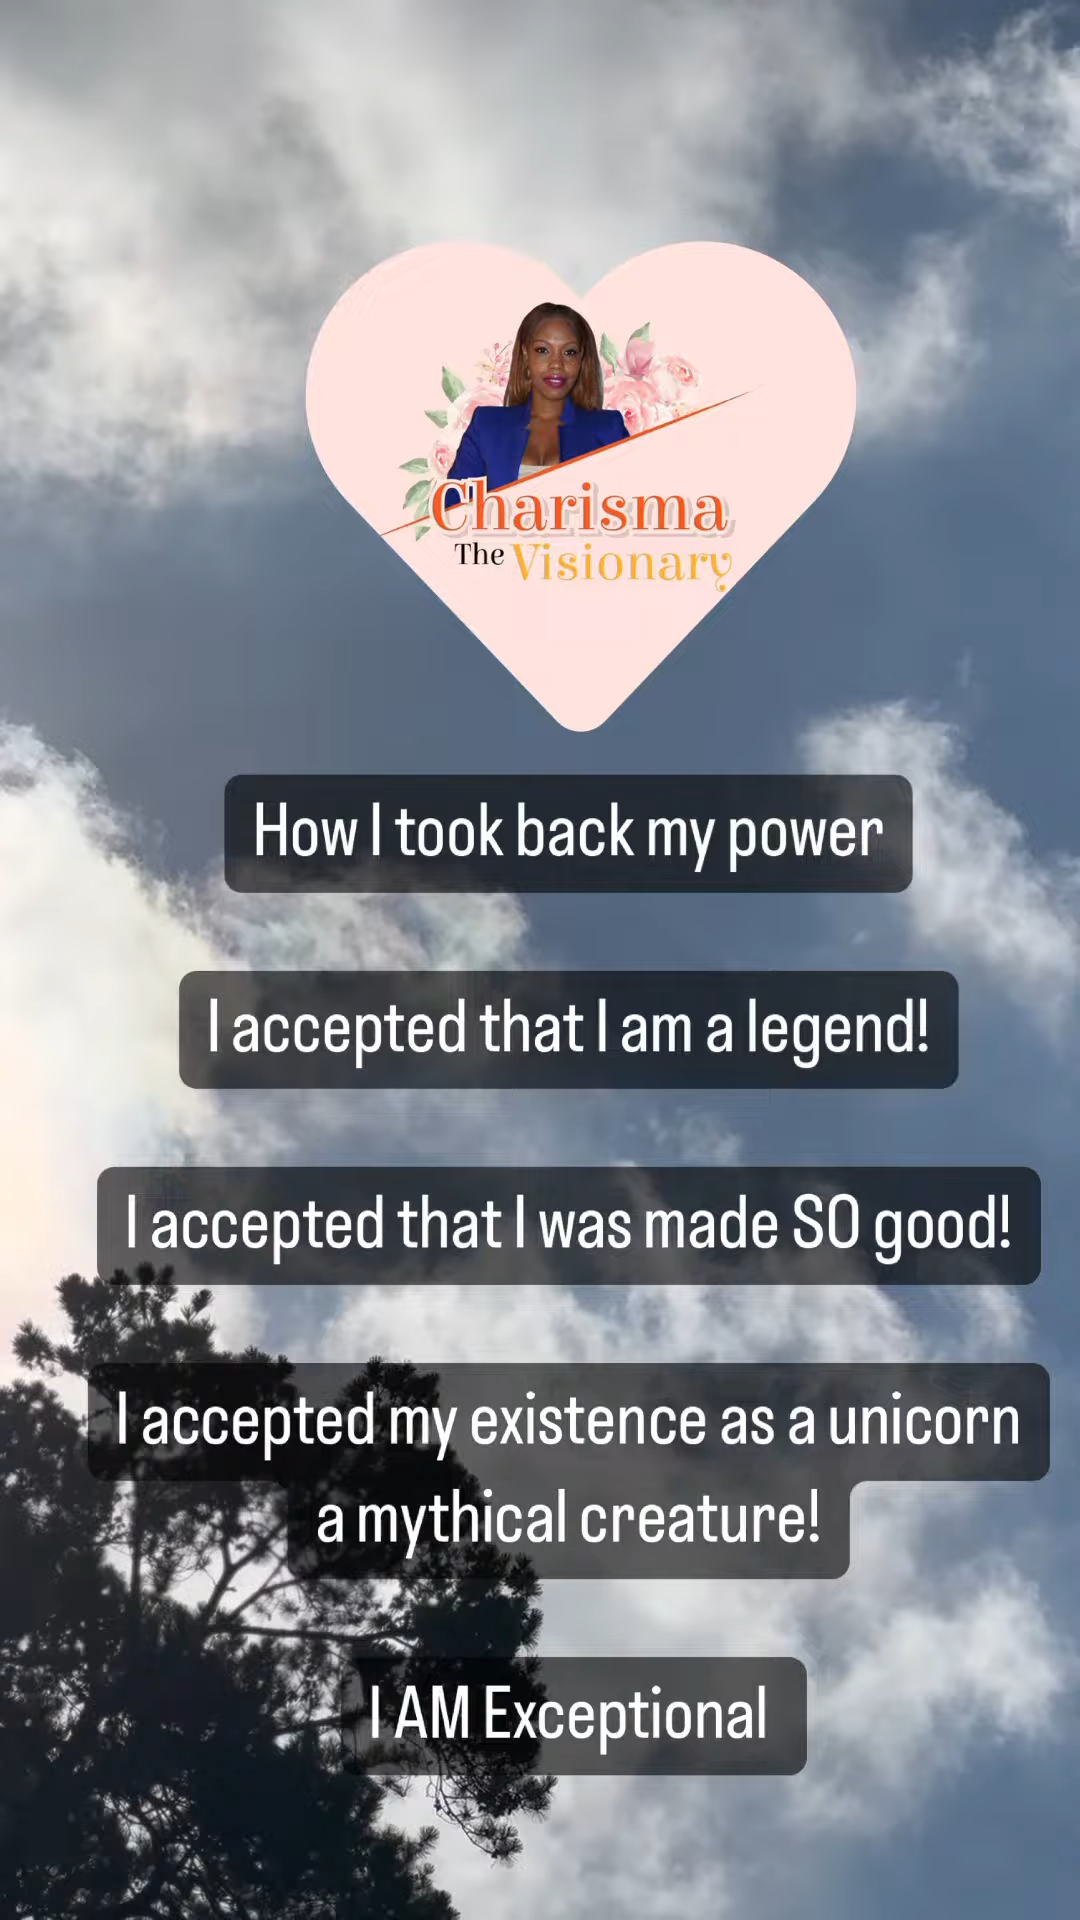 Charisma
The Visionary
How I took back my power
I accepted that I am a legend!
I accepted that I was made SO good!
I accepted my existence as a unicorn
a mythical creature!
I AM Exceptional